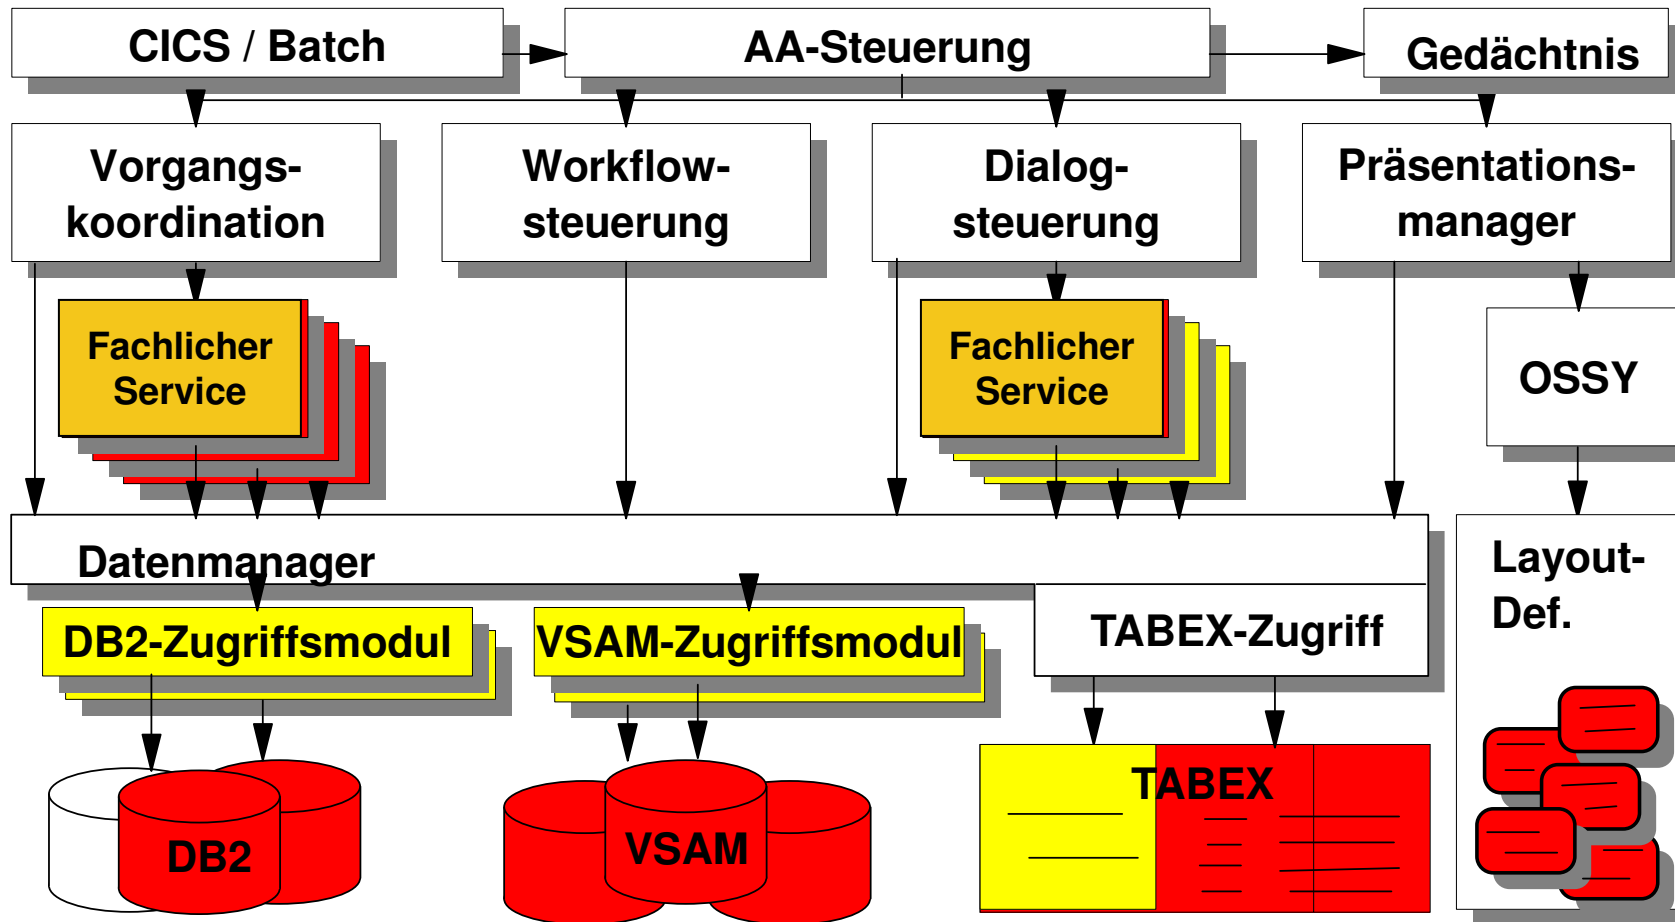 CICS / Batch
AA-Steuerung
Gedächtnis
Vorgangs-
koordination
Workflow-
steuerung
Dialog-
steuerung
Präsentations-
manager
Fachlicher
Service
Fachlicher
Service
OSSY
Datenmanager
Layout-
Def.
DB2-Zugriffsmodul
VSAM-Zugriffsmodul
TABEX-Zugriff
DB2
VSAM
TABEX